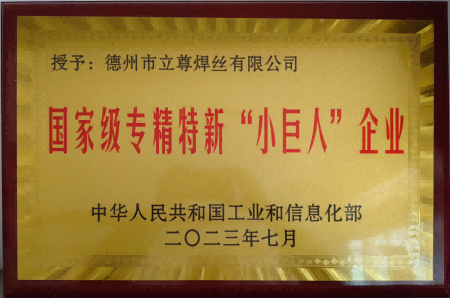 授予：德州市立尊焊丝有限公司
国家级专精特新“小巨人”企业
中华人民共和国工业和信息化部
二〇二三年七月